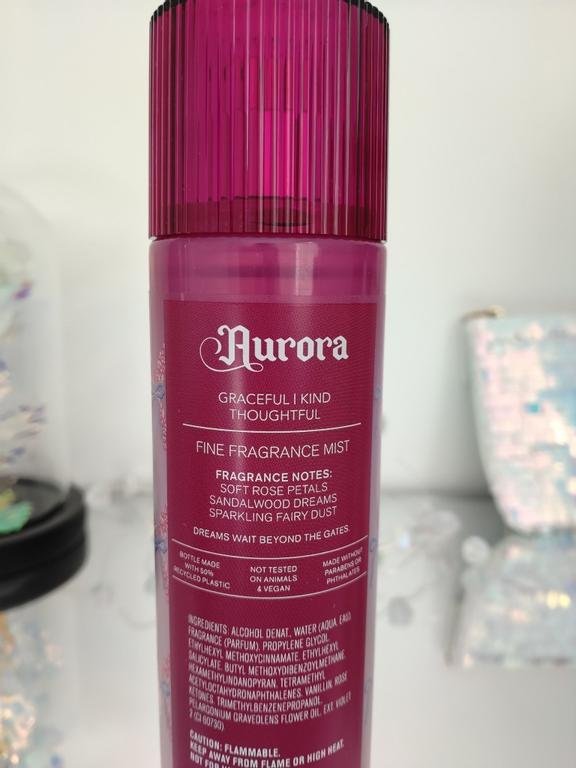 Aurora
GRACEFUL | KIND
THOUGHTFUL
FINE FRAGRANCE MIST
FRAGRANCE NOTES:
SOFT ROSE PETALS
SANDALWOOD DREAMS
SPARKLING FAIRY DUST
DREAMS WAIT BEYOND THE GATES.
BOTTLE MADE
WITH 50%
RECYCLED PLASTIC
NOT TESTED
ON ANIMALS
& VEGAN
MADE WITHOUT
PARABENS OR
PHTHALATES
INGREDIENTS: ALCOHOL DENAT., WATER (AQUA, EAU),
FRAGRANCE (PARFUM), PROPYLENE GLYCOL,
ETHYLHEXYL METHOXYCINNAMATE, ETHYLHEXYL
SALICYLATE, BUTYL METHOXYDIBENZOYLMETHANE,
HEXAMETHYLINDANOPYRAN, TETRAMETHYL
ACETYLOCTAHYDRONAPHTHALENES, VANILLIN, ROSE
KETONES, TRIMETHYLBENZENEPROPANOL,
PELARGONIUM GRAVEOLENS FLOWER OIL, EXT. VIOLET
2 (CI 60730).
CAUTION: FLAMMABLE.
KEEP AWAY FROM FLAME OR HIGH HEAT.
NOT FOR